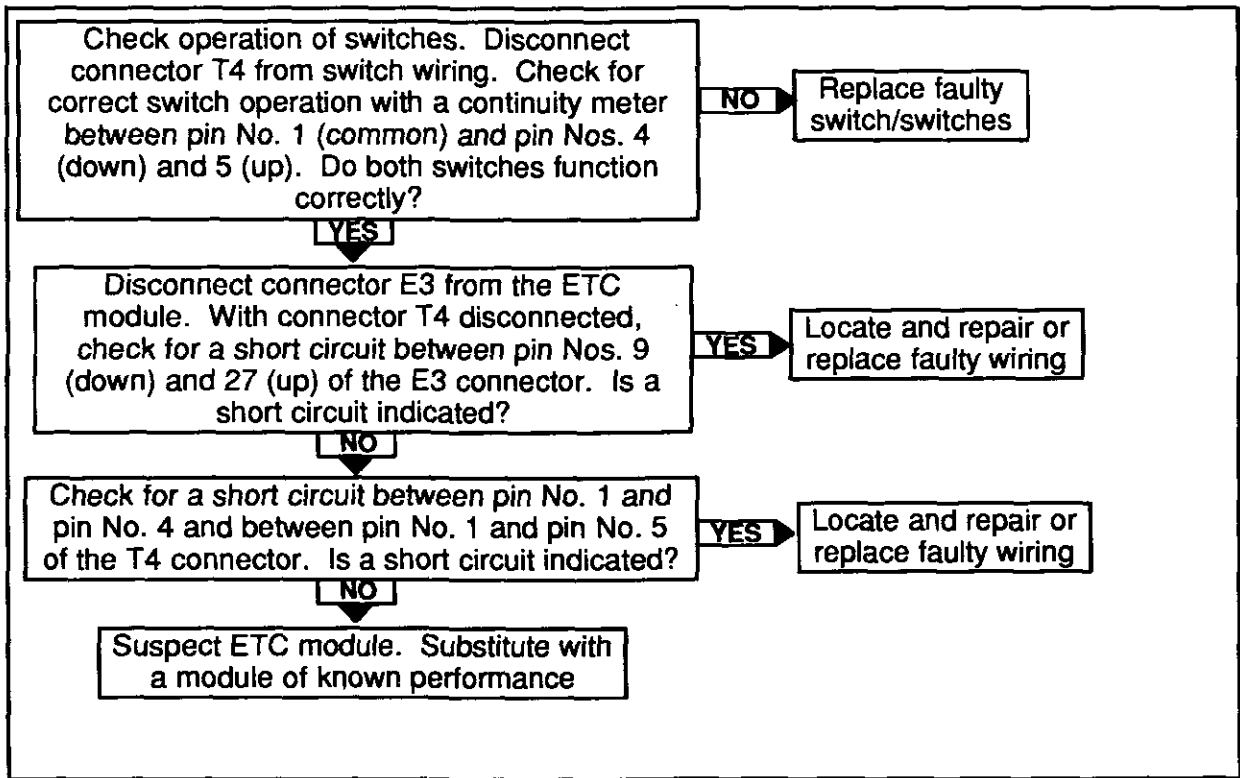 Check operation of switches. Disconnect
connector T4 from switch wiring. Check for
correct switch operation with a continuity meter
between pin No. 1 (common) and pin Nos. 4
(down) and 5 (up). Do both switches function
correctly?
NO
Replace faulty
switch/switches
YES
Disconnect connector E3 from the ETC
module. With connector T4 disconnected,
check for a short circuit between pin Nos. 9
(down) and 27 (up) of the E3 connector. Is a
short circuit indicated?
YES
Locate and repair or
replace faulty wiring
NO
Check for a short circuit between pin No. 1 and
pin No. 4 and between pin No. 1 and pin No. 5
of the T4 connector. Is a short circuit indicated?
YES
Locate and repair or
replace faulty wiring
NO
Suspect ETC module. Substitute with
a module of known performance